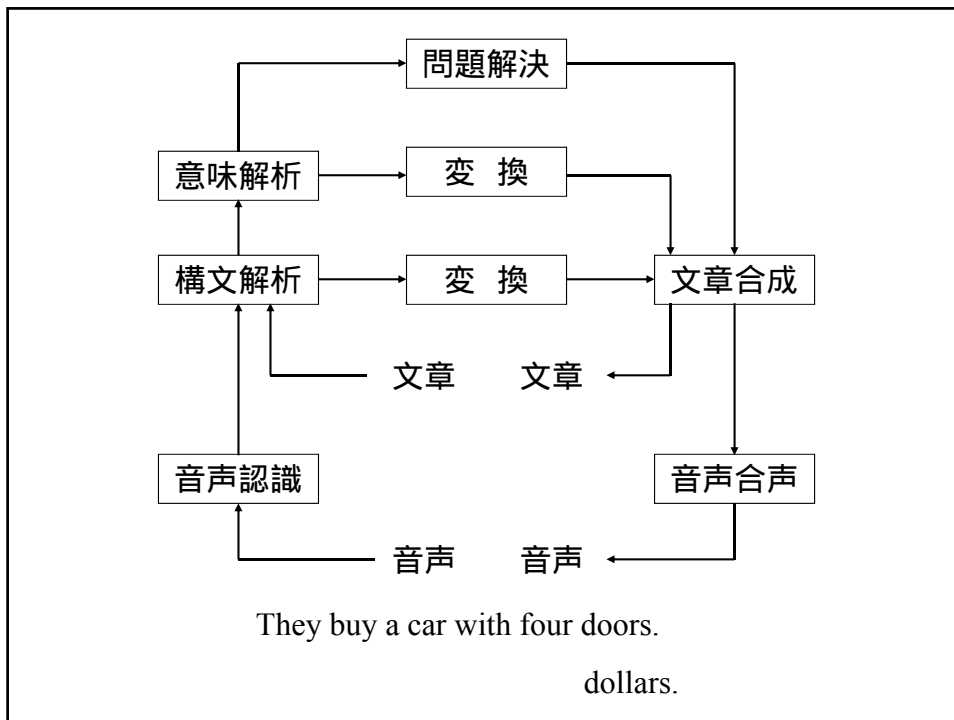 問題解決
意味解析
変 換
構文解析
変 換
文章合成
文章
文章
音声認識
音声合声
音声
音声
They buy a car with four doors.
dollars.